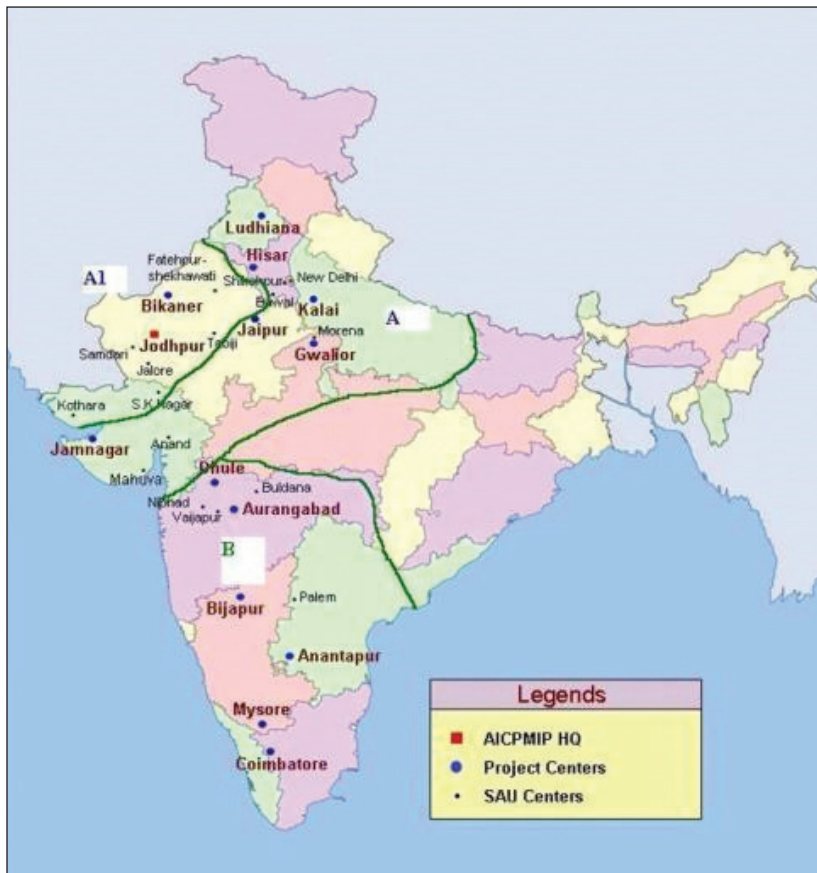 Ludhiana
Hisar
Fatehpur-
shekhawati
New Delhi
A1
Bikaner
Kalai
A
Jaipur
Morena
Jodhpur
Tabiji
Gwalior
Samdari
Jalore
Kothara
S.K.Nagar
Jamnagar
Anand
Mahuva
Dhule
Buldana
Niphad
Vaijapur
Aurangabad
B
Bijapur
Palem
Anantapur
Mysore
Coimbatore
Legends
AICPMIP HQ
Project Centers
SAU Centers